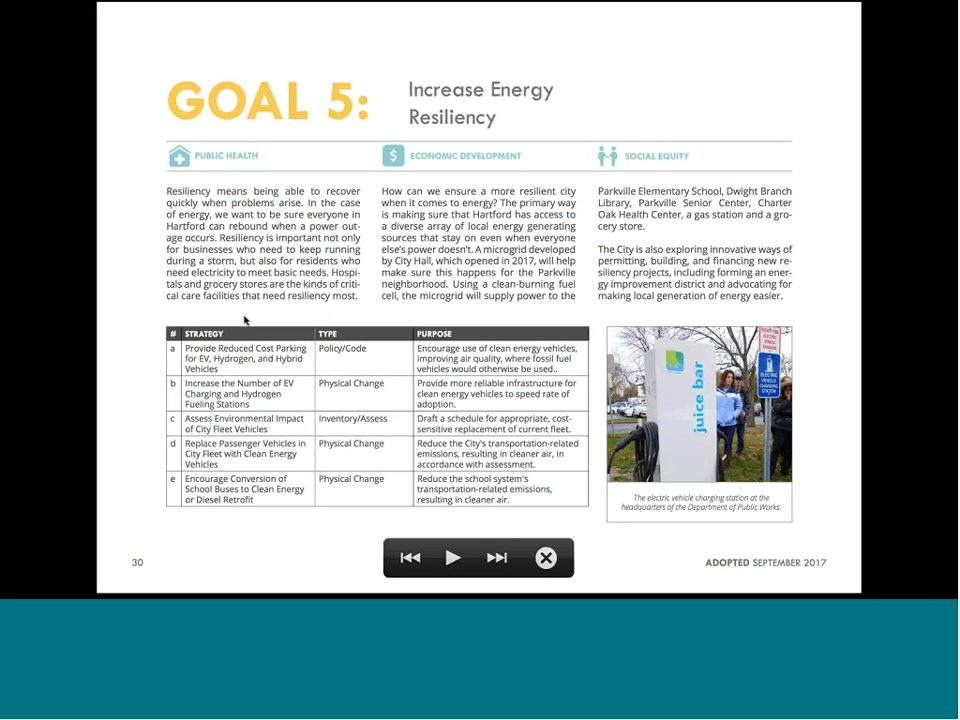 GOAL 5:
Increase Energy
Resiliency
PUBLIC HEALTH
$ ECONOMIC DEVELOPMENT
SOCIAL EQUITY
Resiliency means being able to recover
quickly when problems arise. In the case
of energy, we want to be sure everyone in
Hartford can rebound when a power out-
age occurs. Resiliency is important not only
for businesses who need to keep running
during a storm, but also for residents who
need electricity to meet basic needs. Hospi-
tals and grocery stores are the kinds of criti-
cal care facilities that need resiliency most.
How can we ensure a more resilient city
when it comes to energy? The primary way
is making sure that Hartford has access to
a diverse array of local energy generating
sources that stay on even when everyone
else's power doesn't. A microgrid developed
by City Hall, which opened in 2017, will help
make sure this happens for the Parkville
neighborhood. Using a clean-burning fuel
cell, the microgrid will supply power to the
Parkville Elementary School, Dwight Branch
Library, Parkville Senior Center, Charter
Oak Health Center, a gas station and a gro-
cery store.
The City is also exploring innovative ways of
permitting, building, and financing new re-
siliency projects, including forming an ener-
gy improvement district and advocating for
making local generation of energy easier.
# STRATEGY TYPE PURPOSE
a Provide Reduced Cost Parking Policy/Code Encourage use of clean energy vehicles,
for EV, Hydrogen, and Hybrid improving air quality, where fossil fuel
Vehicles vehicles would otherwise be used..
b Increase the Number of EV Physical Change Provide more reliable infrastructure for
Charging and Hydrogen clean energy vehicles to speed rate of
Fueling Stations adoption.
c Assess Environmental Impact Inventory/Assess Draft a schedule for appropriate, cost-
of City Fleet Vehicles sensitive replacement of current fleet.
d Replace Passenger Vehicles in Physical Change Reduce the City's transportation-related
City Fleet with Clean Energy emissions, resulting in cleaner air, in
Vehicles accordance with assessment.
e Encourage Conversion of Physical Change Reduce the school system's
School Buses to Clean Energy transportation-related emissions,
or Diesel Retrofit resulting in cleaner air.
juice bar
ELECTRIC
VEHICLE
CHARGING
STATION
The electric vehicle charging station at the
headquarters of the Department of Public Works.
30
ADOPTED SEPTEMBER 2017